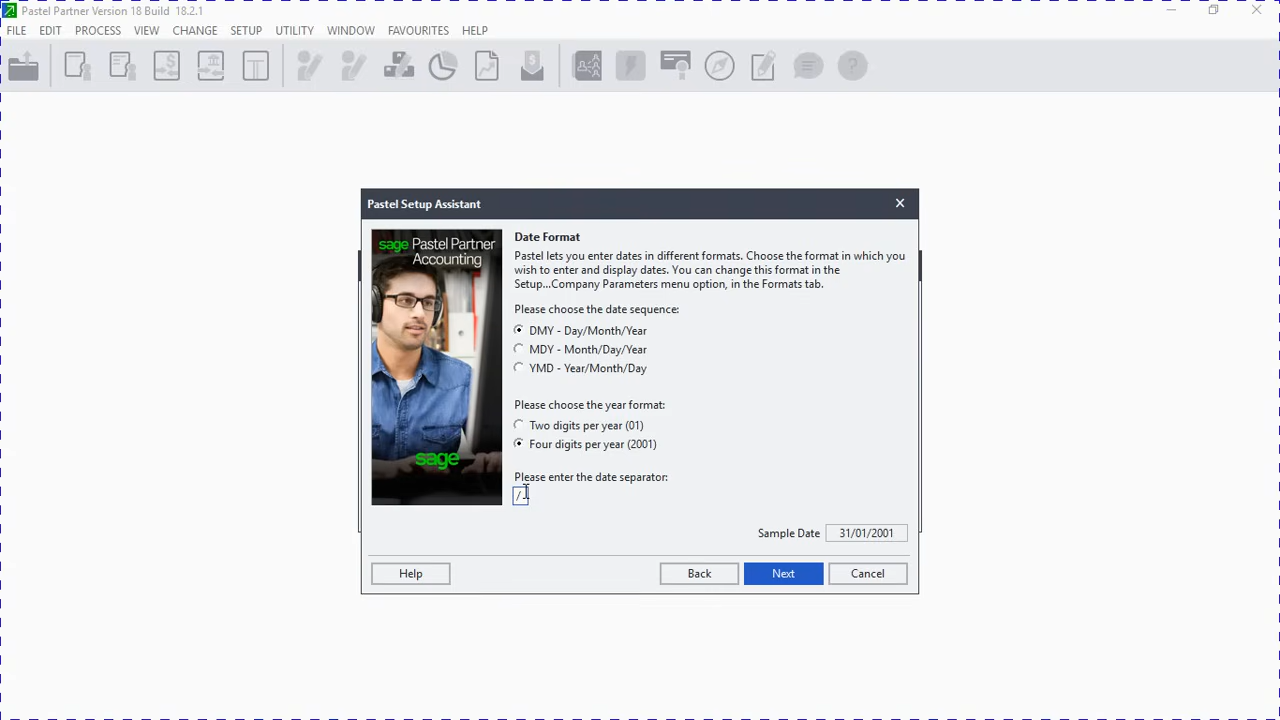 Pastel Partner Version 18 Build 18.2.1
FILE EDIT PROCESS VIEW CHANGE SETUP UTILITY WINDOW FAVOURITES HELP
Pastel Setup Assistant
sage Pastel Partner
Accounting
sage
Date Format
Pastel lets you enter dates in different formats. Choose the format in which you
wish to enter and display dates. You can change this format in the
Setup...Company Parameters menu option, in the Formats tab.
Please choose the date sequence:
DMY - Day/Month/Year
MDY - Month/Day/Year
YMD - Year/Month/Day
Please choose the year format:
Two digits per year (01)
Four digits per year (2001)
Please enter the date separator:
/
Sample Date 31/01/2001
Help Back Next Cancel